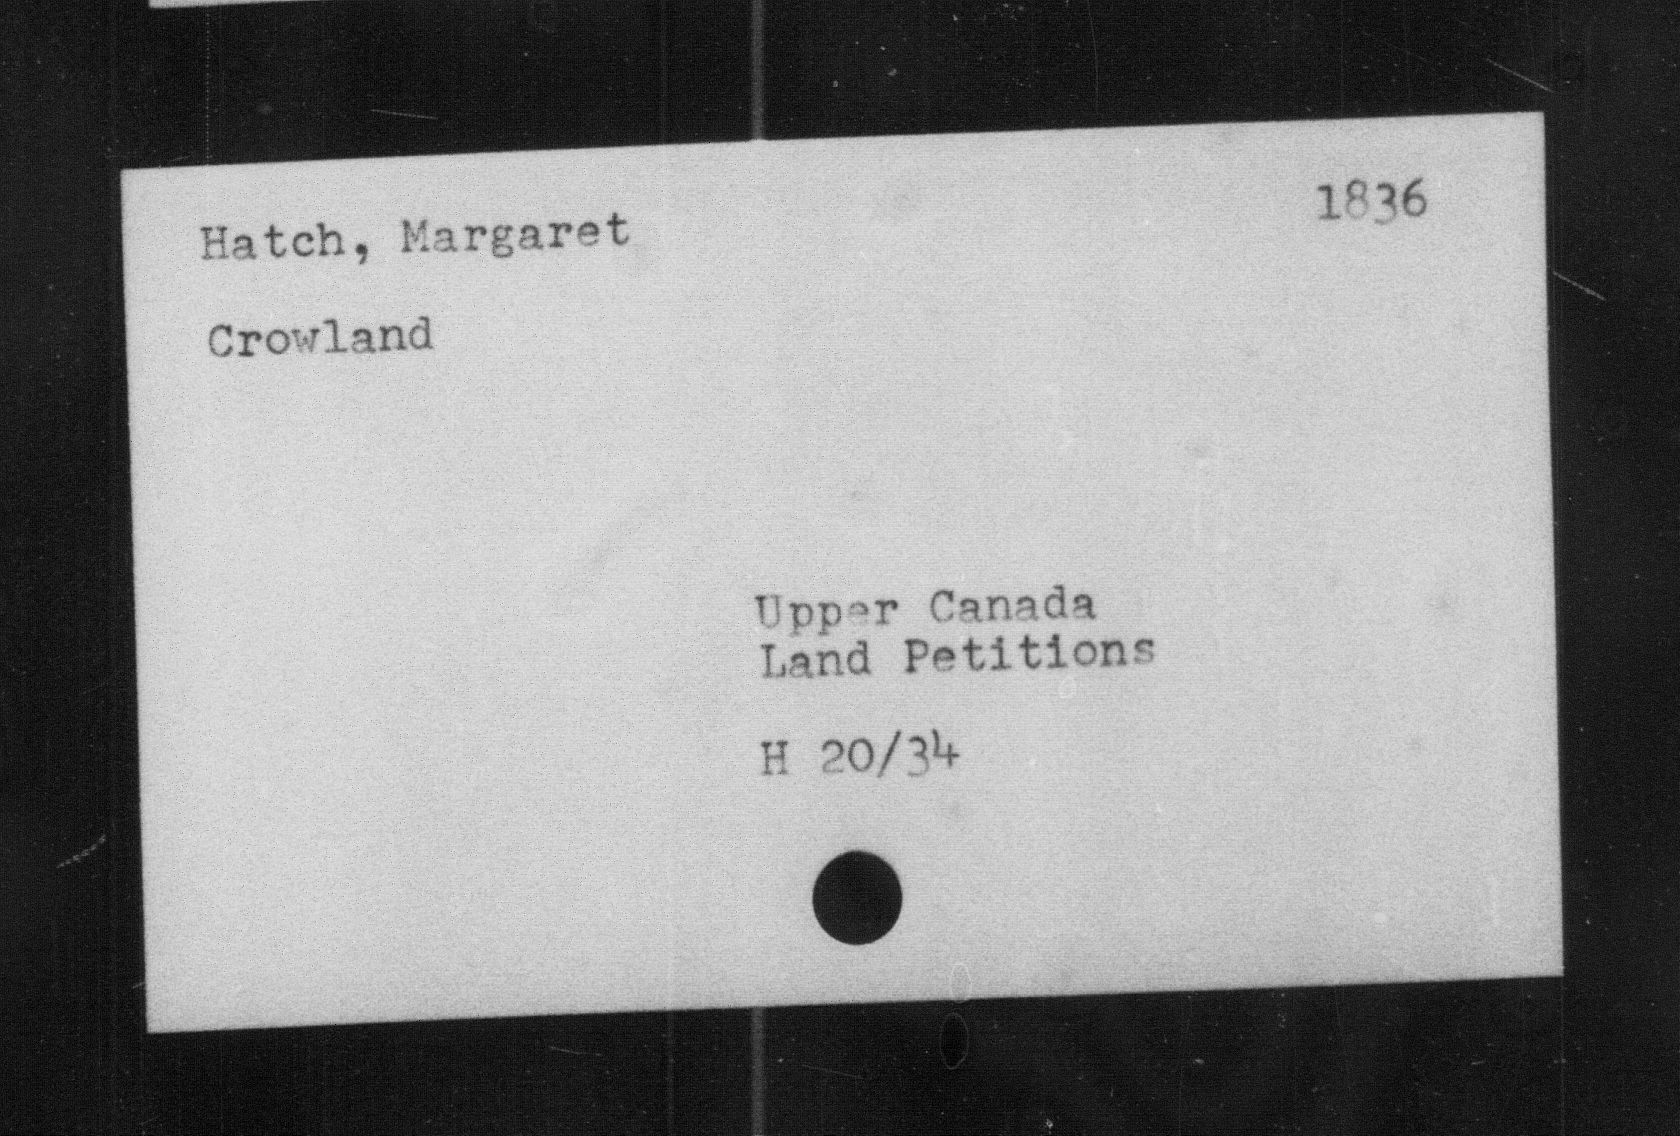 Hatch, Margaret 1836
Crowland
Upper Canada
Land Petitions
H 20/34